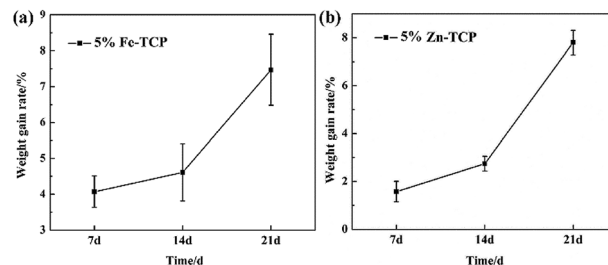 (a)
5% Fe-TCP
Weight gain rate/%
9
8
7
6
5
4
3
7d 14d 21d
Time/d
(b)
5% Zn-TCP
Weight gain rate/%
8
6
4
2
0
7d 14d 21d
Time/d